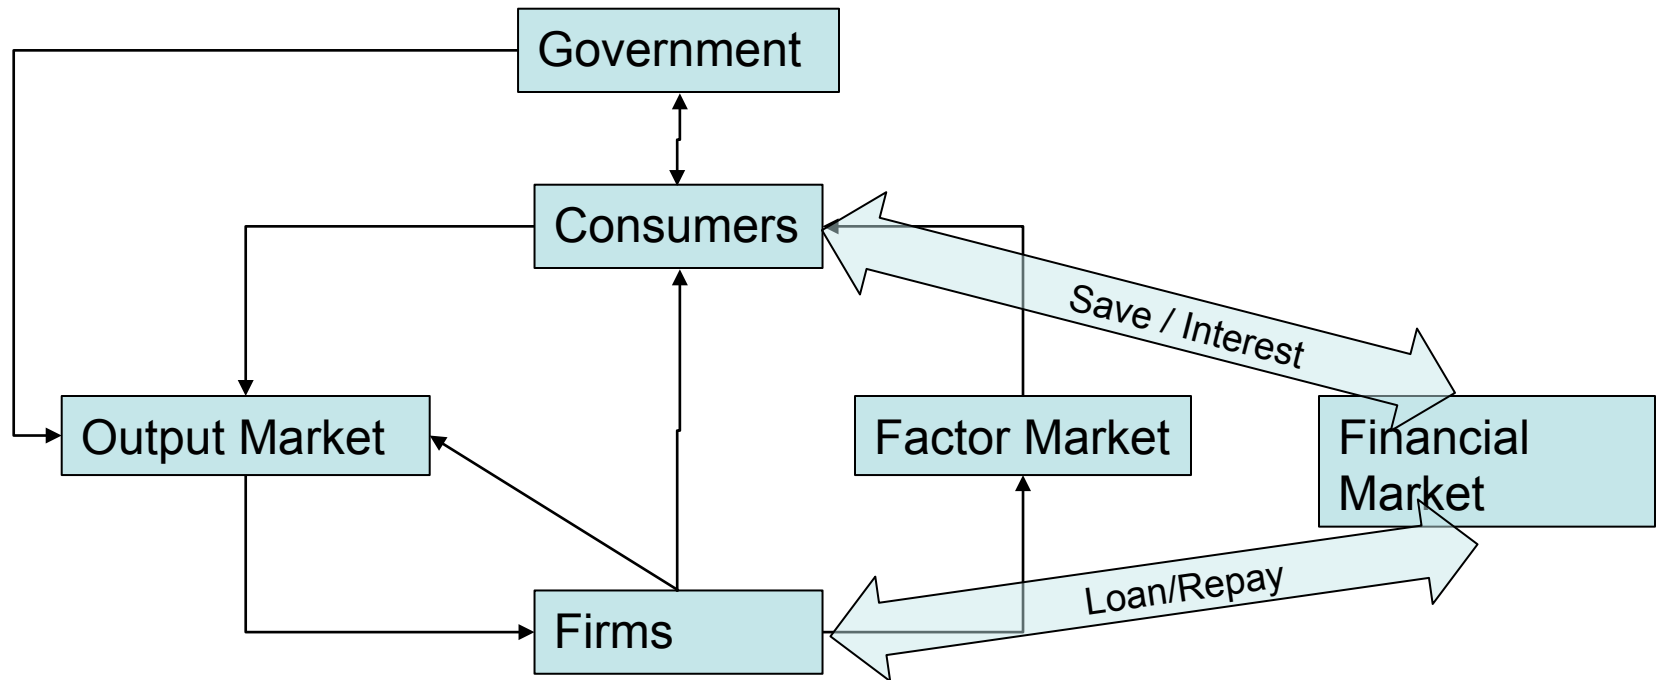 Government
Consumers
Save / Interest
Output Market
Factor Market
Financial
Market
Loan/Repay
Firms